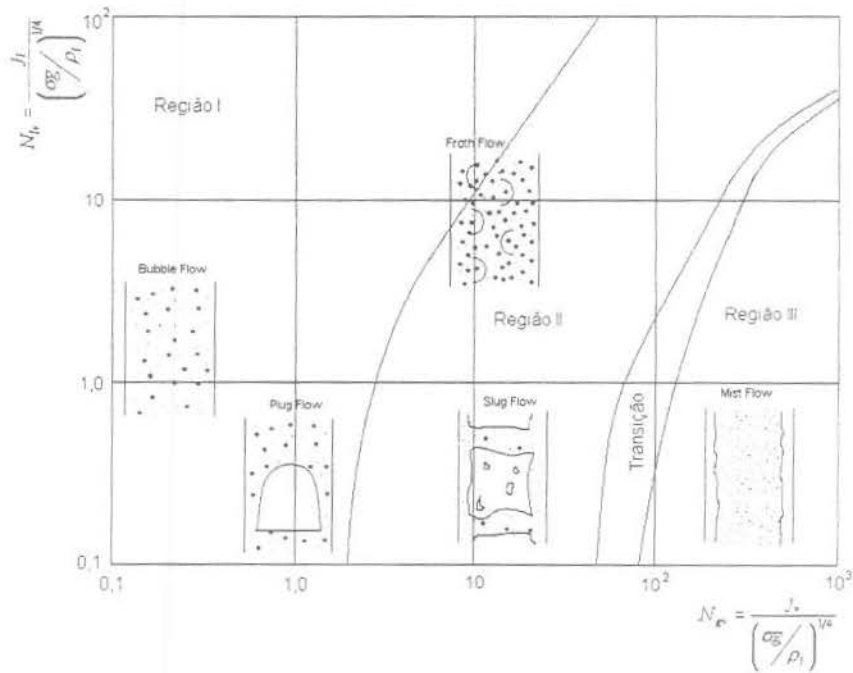 10²
N_lv = J_l / (σg/ρ_l)^1/4
Região I
Froth Flow
10
Bubble Flow
Região II
Região III
1,0
Plug Flow
Slug Flow
Transição
Mist Flow
0,1
0,1 1,0 10 10² 10³
= J_v / (σg/ρ_l)^1/4